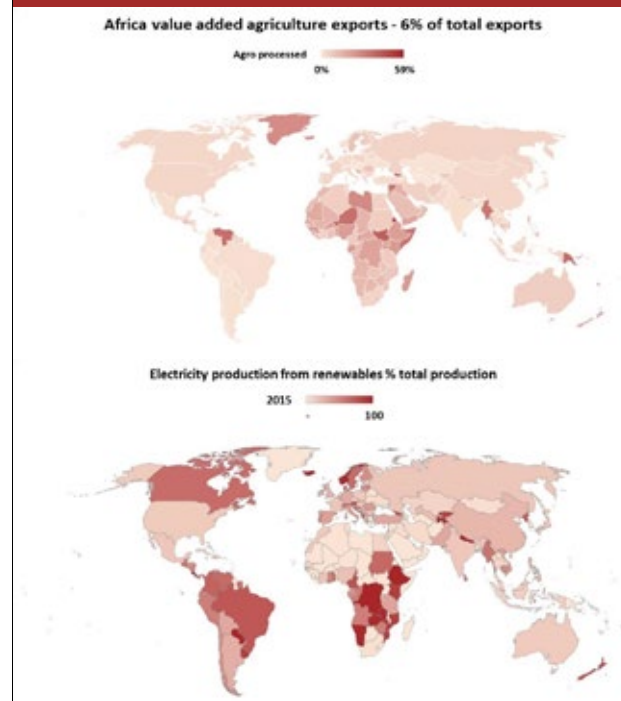 Africa value added agriculture exports - 6% of total exports
Agro processed
0% 59%
Electricity production from renewables % total production
2015
- 100